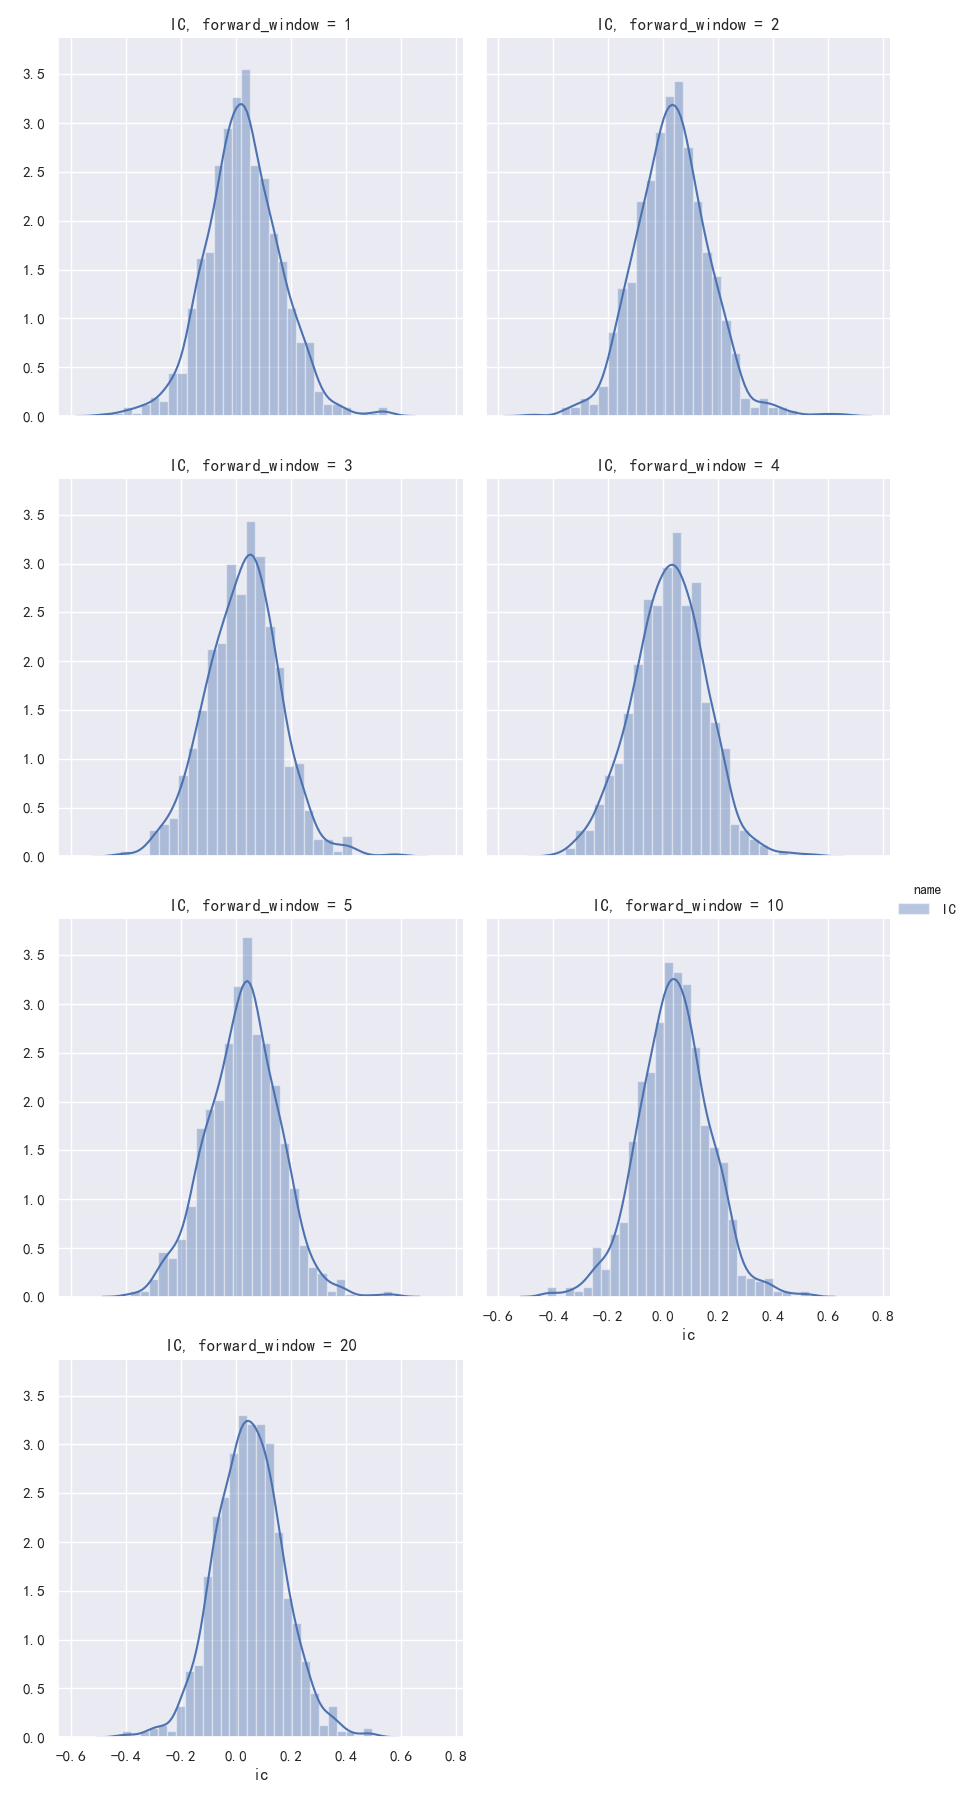 IC, forward_window = 1
IC, forward_window = 2
3.5
3.0
2.5
2.0
1.5
1.0
0.5
0.0
IC, forward_window = 3
IC, forward_window = 4
3.5
3.0
2.5
2.0
1.5
1.0
0.5
0.0
name
IC
IC, forward_window = 5
IC, forward_window = 10
3.5
3.0
2.5
2.0
1.5
1.0
0.5
0.0
-0.6 -0.4 -0.2 0.0 0.2 0.4 0.6 0.8
ic
IC, forward_window = 20
3.5
3.0
2.5
2.0
1.5
1.0
0.5
0.0
-0.6 -0.4 -0.2 0.0 0.2 0.4 0.6 0.8
ic